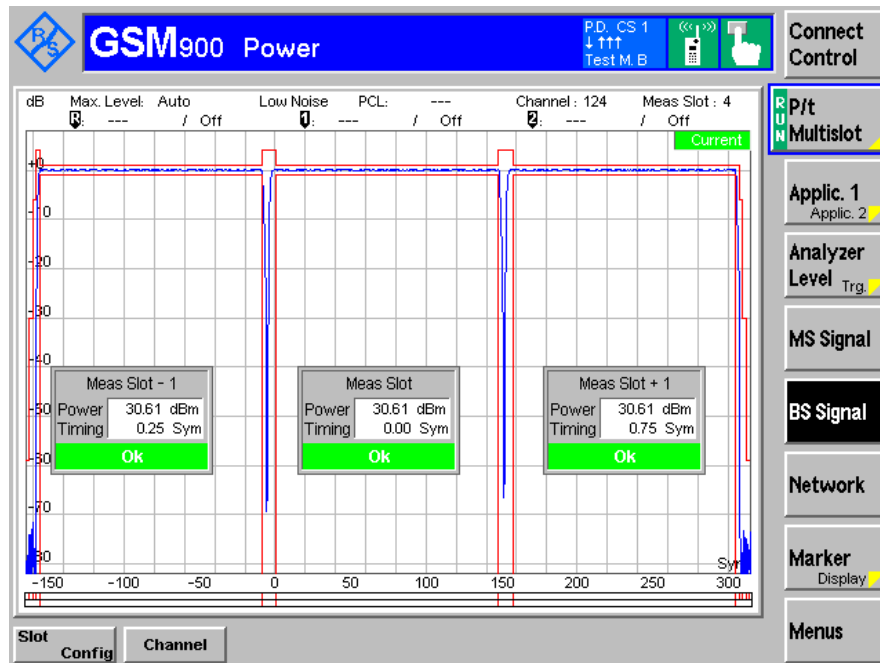 R&S
GSM900 Power
P.D. CS 1
↓ ↑↑↑
Test M. B
Connect Control
dB Max. Level: Auto Low Noise PCL: --- Channel : 124 Meas Slot : 4
R: --- / Off 1: --- / Off 2: --- / Off
Current
+0
-10
-20
-30
-40
-50
-60
-70
-80
Meas Slot - 1
Power 30.61 dBm
Timing 0.25 Sym
Ok
Meas Slot
Power 30.61 dBm
Timing 0.00 Sym
Ok
Meas Slot + 1
Power 30.61 dBm
Timing 0.75 Sym
Ok
Sym
-150 -100 -50 0 50 100 150 200 250 300
RUN
P/t
Multislot
Applic. 1
Applic. 2
Analyzer
Level Trg.
MS Signal
BS Signal
Network
Marker
Display
Menus
Slot
Config
Channel